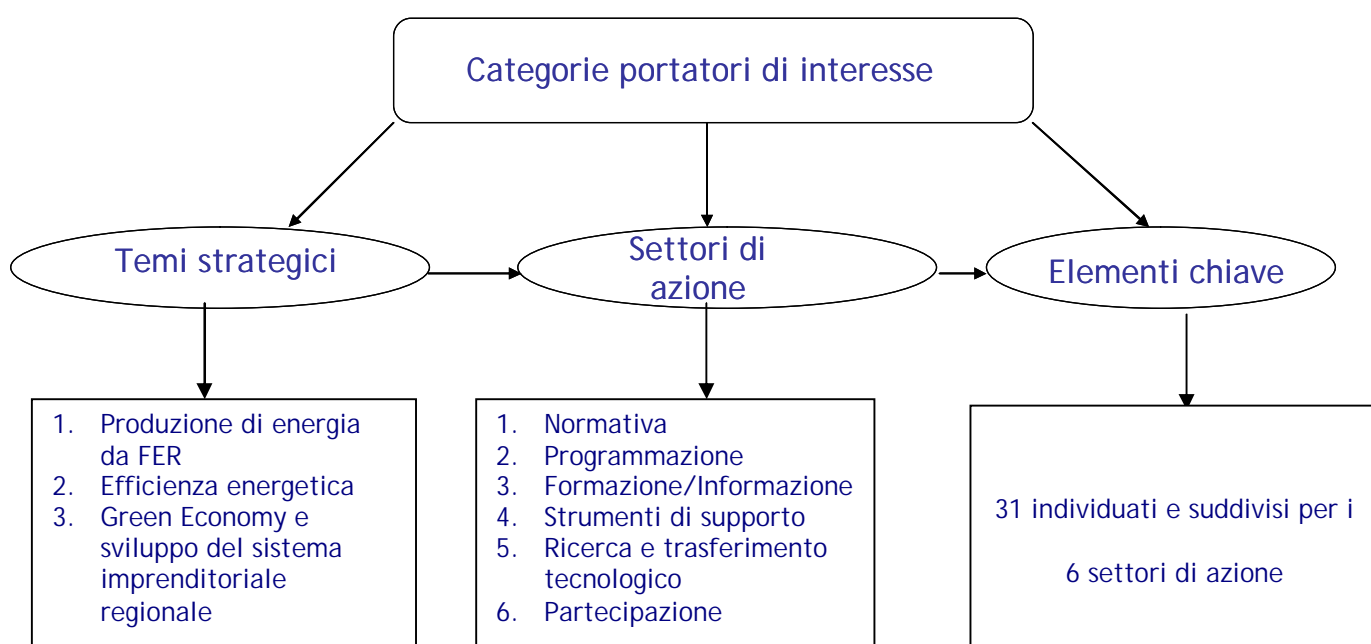 Categorie portatori di interesse
Temi strategici
Settori di
azione
Elementi chiave
1. Produzione di energia
da FER
2. Efficienza energetica
3. Green Economy e
sviluppo del sistema
imprenditoriale
regionale
1. Normativa
2. Programmazione
3. Formazione/Informazione
4. Strumenti di supporto
5. Ricerca e trasferimento
tecnologico
6. Partecipazione
31 individuati e suddivisi per i
6 settori di azione